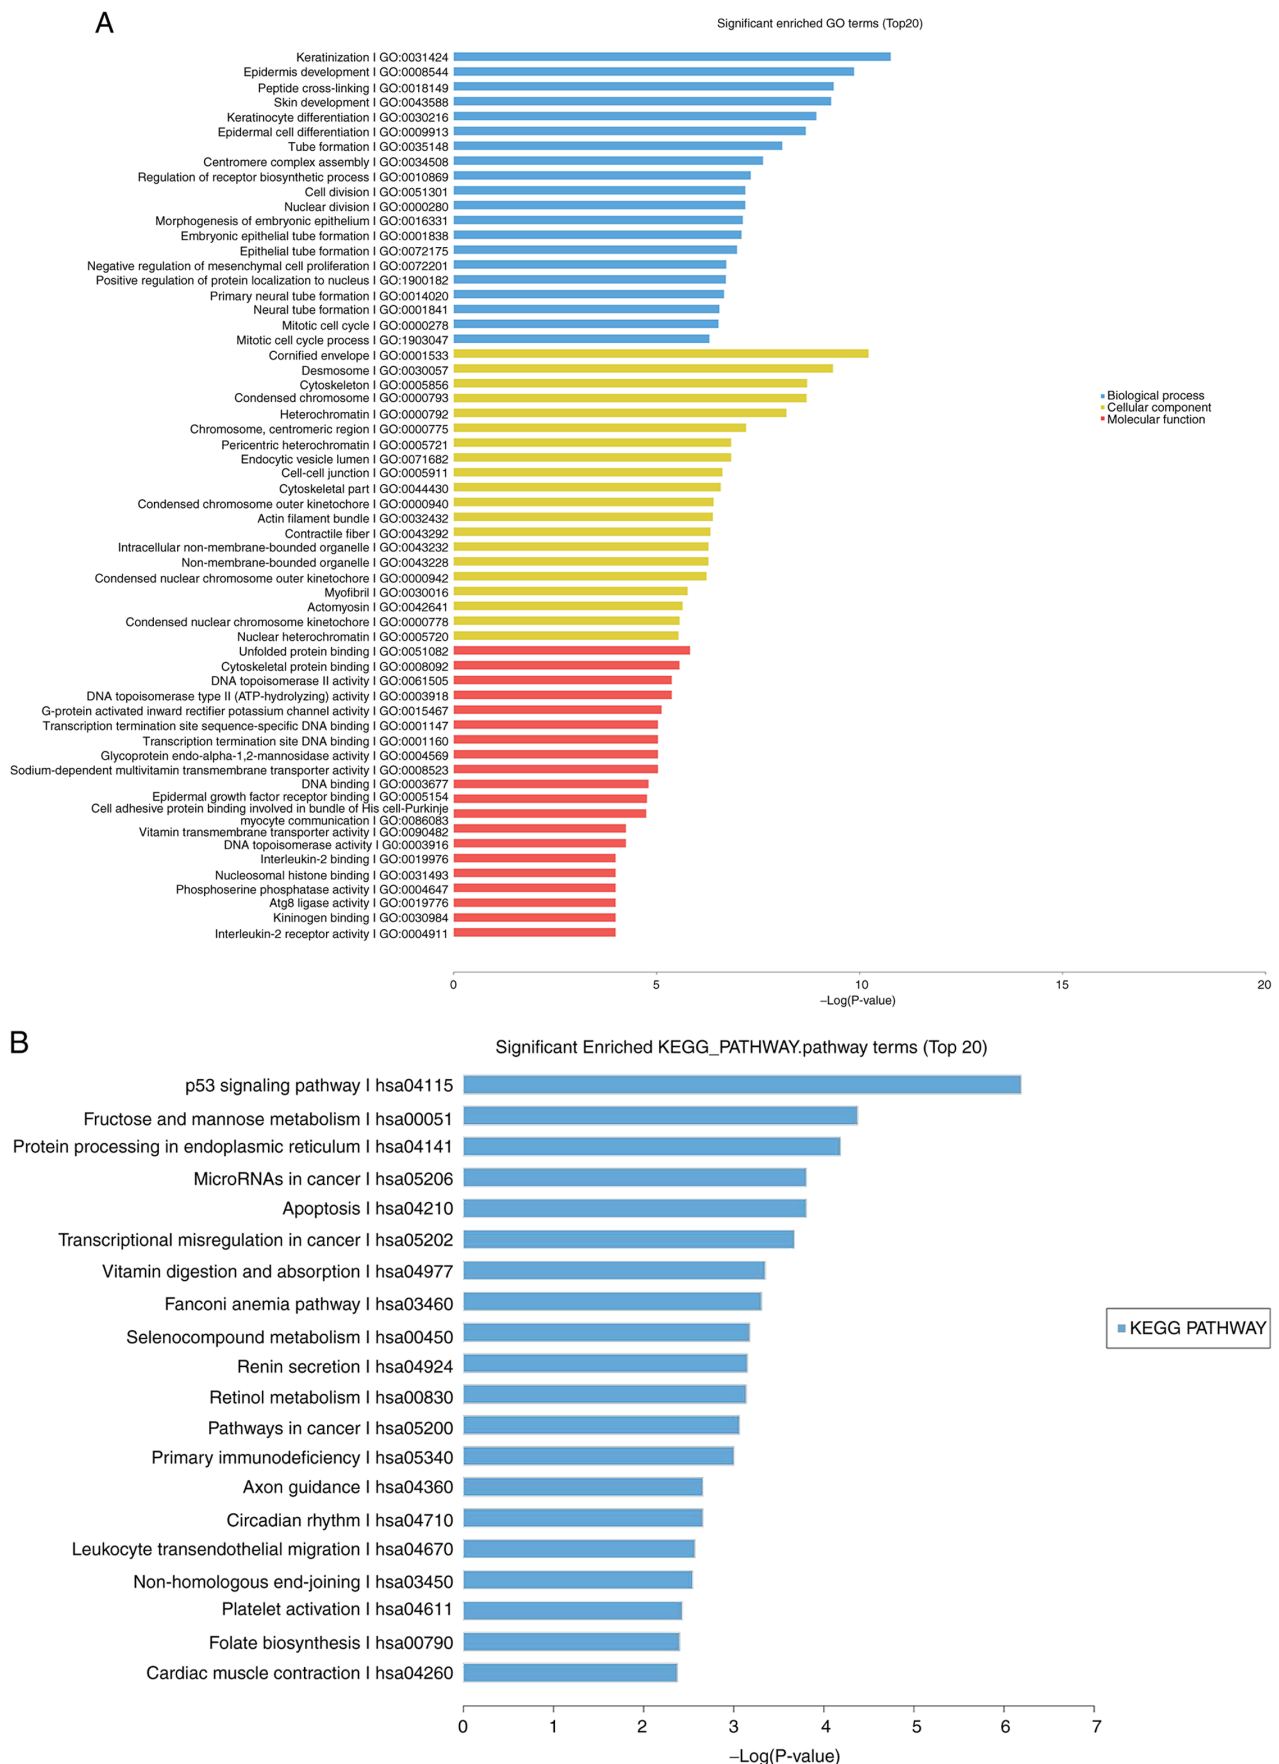 A
Significant enriched GO terms (Top20)
Keratinization I GO:0031424
Epidermis development I GO:0008544
Peptide cross-linking I GO:0018149
Skin development I GO:0043588
Keratinocyte differentiation I GO:0030216
Epidermal cell differentiation I GO:0009913
Tube formation I GO:0035148
Centromere complex assembly I GO:0034508
Regulation of receptor biosynthetic process I GO:0010869
Cell division I GO:0051301
Nuclear division I GO:0000280
Morphogenesis of embryonic epithelium I GO:0016331
Embryonic epithelial tube formation I GO:0001838
Epithelial tube formation I GO:0072175
Negative regulation of mesenchymal cell proliferation I GO:0072201
Positive regulation of protein localization to nucleus I GO:1900182
Primary neural tube formation I GO:0014020
Neural tube formation I GO:0001841
Mitotic cell cycle I GO:0000278
Mitotic cell cycle process I GO:1903047
Cornified envelope I GO:0001533
Desmosome I GO:0030057
Cytoskeleton I GO:0005856
Condensed chromosome I GO:0000793
Heterochromatin I GO:0000792
Chromosome, centromeric region I GO:0000775
Pericentric heterochromatin I GO:0005721
Endocytic vesicle lumen I GO:0071682
Cell-cell junction I GO:0005911
Cytoskeletal part I GO:0044430
Condensed chromosome outer kinetochore I GO:0000940
Actin filament bundle I GO:0032432
Contractile fiber I GO:0043292
Intracellular non-membrane-bounded organelle I GO:0043232
Non-membrane-bounded organelle I GO:0043228
Condensed nuclear chromosome outer kinetochore I GO:0000942
Myofibril I GO:0030016
Actomyosin I GO:0042641
Condensed nuclear chromosome kinetochore I GO:0000778
Nuclear heterochromatin I GO:0005720
Unfolded protein binding I GO:0051082
Cytoskeletal protein binding I GO:0008092
DNA topoisomerase II activity I GO:0061505
DNA topoisomerase type II (ATP-hydrolyzing) activity I GO:0003918
G-protein activated inward rectifier potassium channel activity I GO:0015467
Transcription termination site sequence-specific DNA binding I GO:0001147
Transcription termination site DNA binding I GO:0001160
Glycoprotein endo-alpha-1,2-mannosidase activity I GO:0004569
Sodium-dependent multivitamin transmembrane transporter activity I GO:0008523
DNA binding I GO:0003677
Epidermal growth factor receptor binding I GO:0005154
Cell adhesive protein binding involved in bundle of His cell-Purkinje
myocyte communication I GO:0086083
Vitamin transmembrane transporter activity I GO:0090482
DNA topoisomerase activity I G0:0003916
Interleukin-2 binding I GO:0019976
Nucleosomal histone binding I GO:0031493
Phosphoserine phosphatase activity I GO:0004647
Atg8 ligase activity I GO:0019776
Kininogen binding I GO:0030984
Interleukin-2 receptor activity I GO:0004911
Biological process
Cellular component
Molecular function
0 5 10 15 20
–Log(P-value)
B
Significant Enriched KEGG_PATHWAY.pathway terms (Top 20)
p53 signaling pathway I hsa04115
Fructose and mannose metabolism I hsa00051
Protein processing in endoplasmic reticulum I hsa04141
MicroRNAs in cancer I hsa05206
Apoptosis I hsa04210
Transcriptional misregulation in cancer I hsa05202
Vitamin digestion and absorption I hsa04977
Fanconi anemia pathway I hsa03460
Selenocompound metabolism I hsa00450
Renin secretion I hsa04924
Retinol metabolism I hsa00830
Pathways in cancer I hsa05200
Primary immunodeficiency I hsa05340
Axon guidance I hsa04360
Circadian rhythm I hsa04710
Leukocyte transendothelial migration I hsa04670
Non-homologous end-joining I hsa03450
Platelet activation I hsa04611
Folate biosynthesis I hsa00790
Cardiac muscle contraction I hsa04260
KEGG PATHWAY
0 1 2 3 4 5 6 7
–Log(P-value)